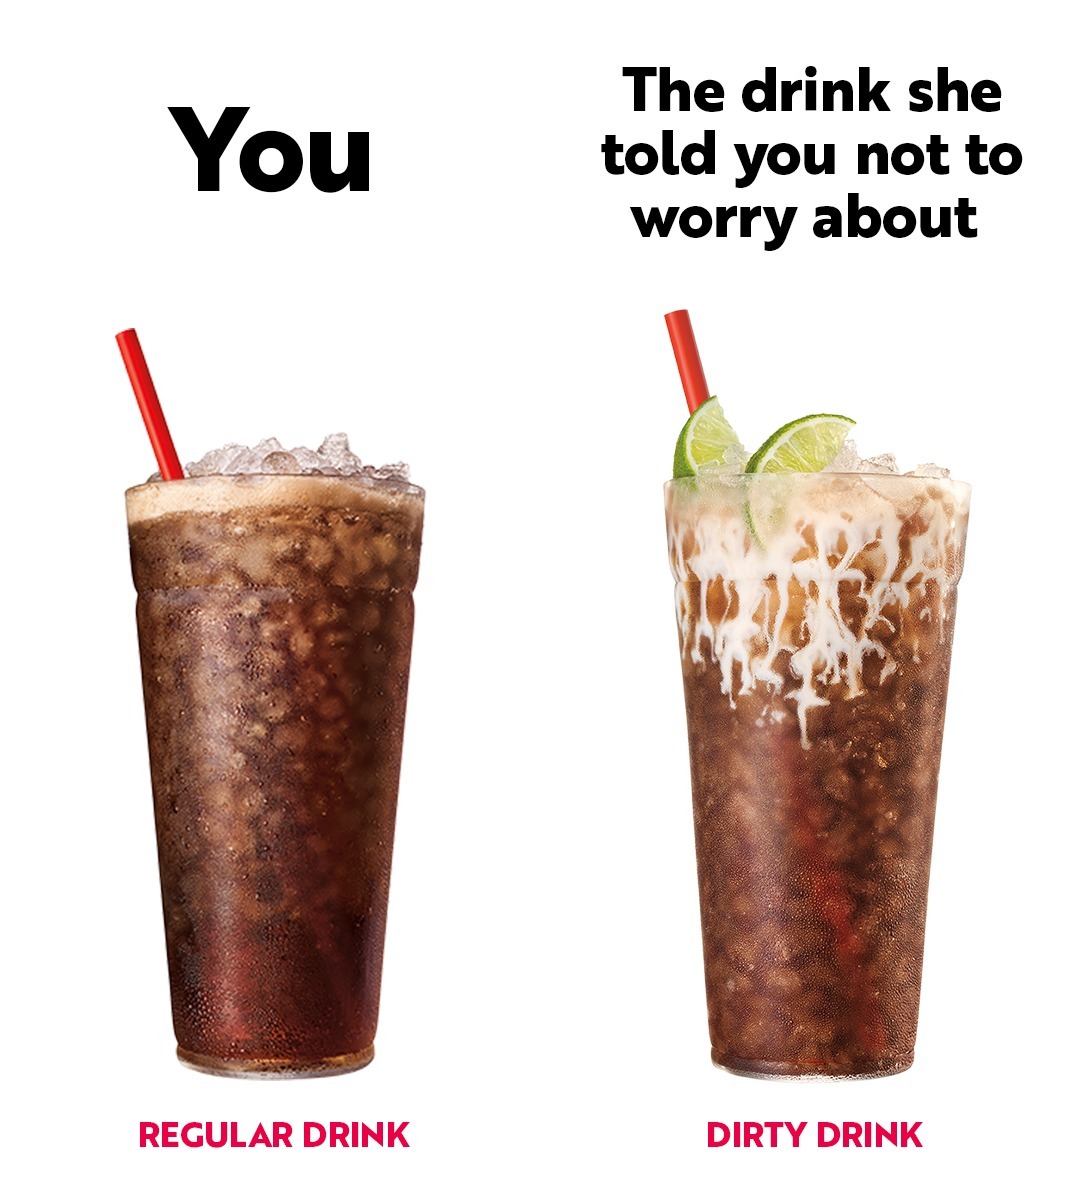 You
The drink she
told you not to
worry about
REGULAR DRINK
DIRTY DRINK